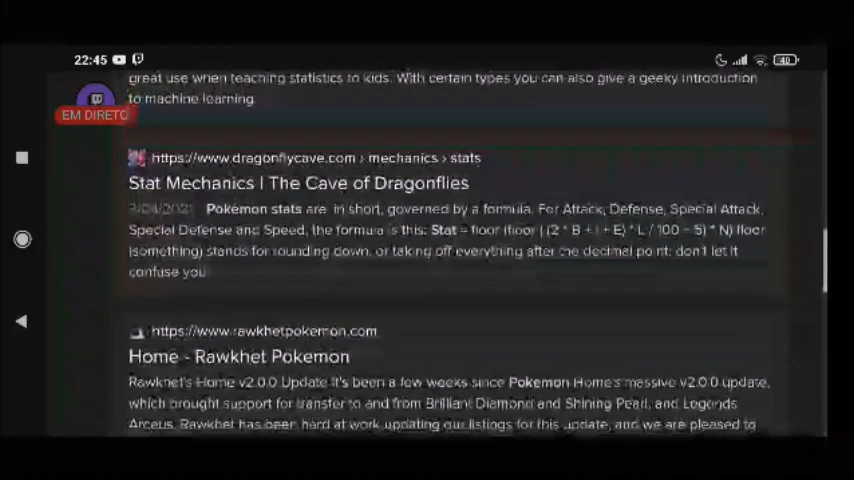 22:45
40
great use when teaching statistics to kids. With certain types you can also give a geeky introduction
to machine learning.
EM DIRETO
https://www.dragonflycave.com › mechanics › stats
Stat Mechanics | The Cave of Dragonflies
Pokémon stats are, in short, governed by a formula. For Attack, Defense, Special Attack,
Special Defense and Speed, the formula is this: Stat = floor (floor ( (2 * B + I + E) * L / 100 + 5) * N) floor
(something) stands for rounding down, or taking off everything after the decimal point; don't let it
confuse you
https://www.rawkhetpokemon.com
Home - Rawkhet Pokemon
Rawkhet's Home v2.0.0 Update It's been a few weeks since Pokemon Home's massive v2.0.0 update,
which brought support for transfer to and from Brilliant Diamond and Shining Pearl, and Legends
Arceus. Rawkhet has been hard at work updating our listings for this update, and we are pleased to